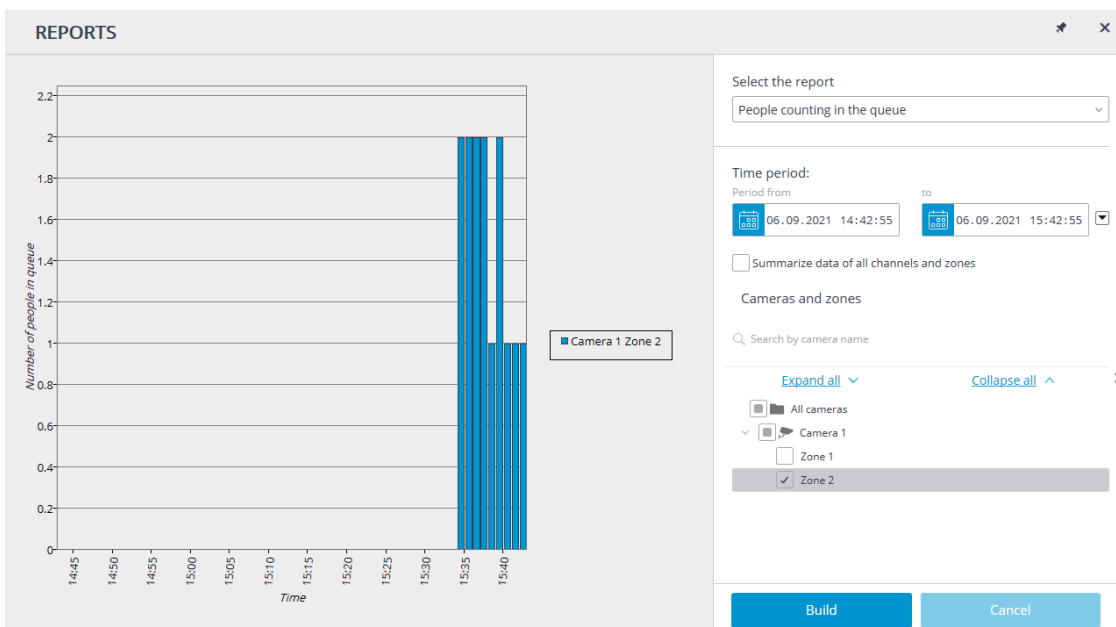 REPORTS
2.2
2
1.8
1.6
1.4
1.2
1
0.8
0.6
0.4
0.2
0
Number of people in queue
14:45
14:50
14:55
15:00
15:05
15:10
15:15
15:20
15:25
15:30
15:35
15:40
Time
Camera 1 Zone 2
Select the report
People counting in the queue
Time period:
Period from to
06.09.2021 14:42:55 06.09.2021 15:42:55
Summarize data of all channels and zones
Cameras and zones
Search by camera name
Expand all Collapse all
All cameras
Camera 1
Zone 1
Zone 2
Build Cancel